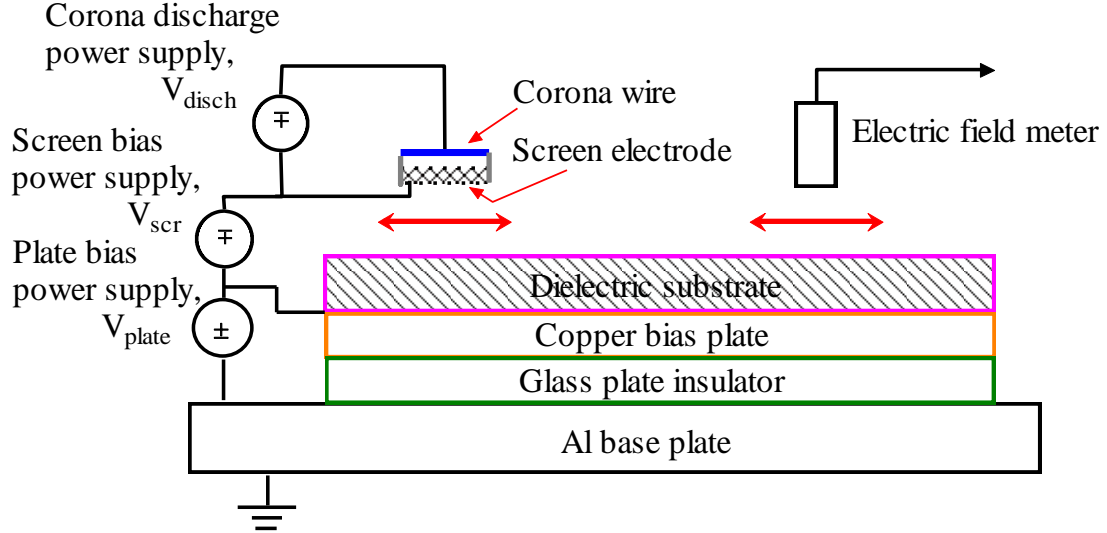 Corona discharge
power supply,
V_disch
∓
Corona wire
Screen electrode
Electric field meter
Screen bias
power supply,
V_scr
∓
Plate bias
power supply,
V_plate
±
Dielectric substrate
Copper bias plate
Glass plate insulator
Al base plate